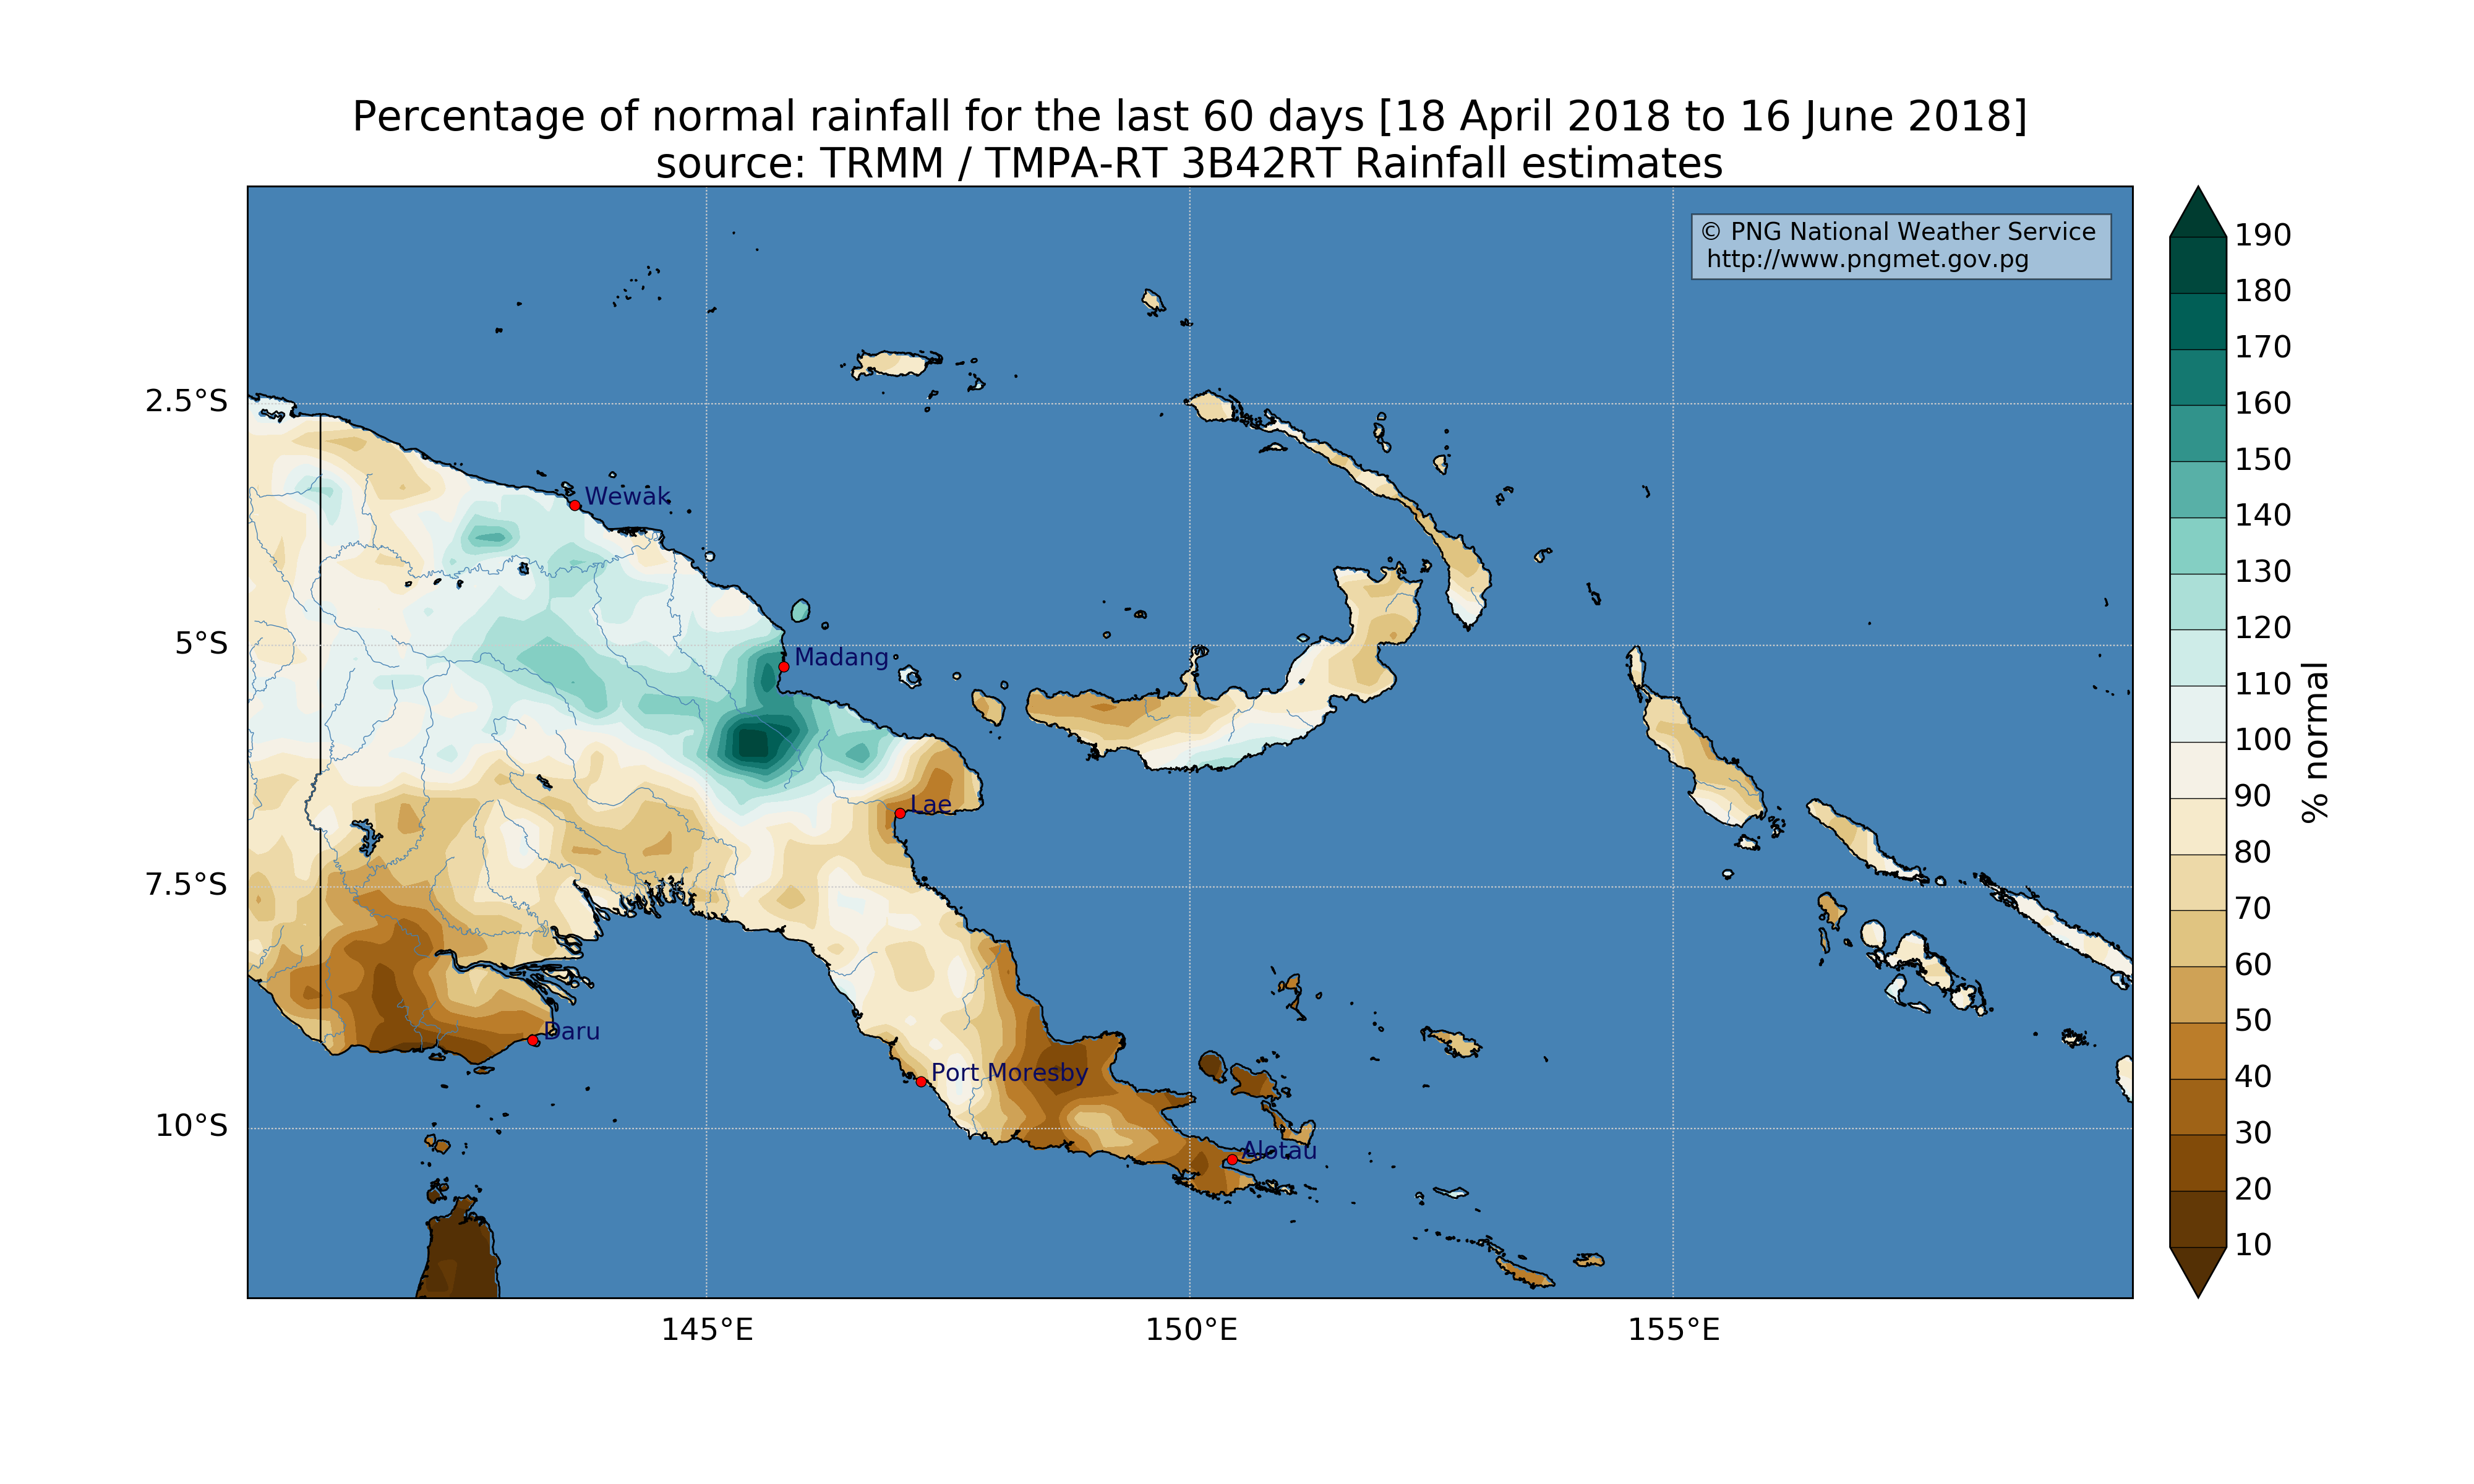 Percentage of normal rainfall for the last 60 days [18 April 2018 to 16 June 2018]
source: TRMM / TMPA-RT 3B42RT Rainfall estimates
© PNG National Weather Service
http://www.pngmet.gov.pg
2.5°S
5°S
7.5°S
10°S
Wewak
Madang
Lae
Daru
Port Moresby
Alotau
145°E
150°E
155°E
190
180
170
160
150
140
130
120
110
100
90
80
70
60
50
40
30
20
10
% normal